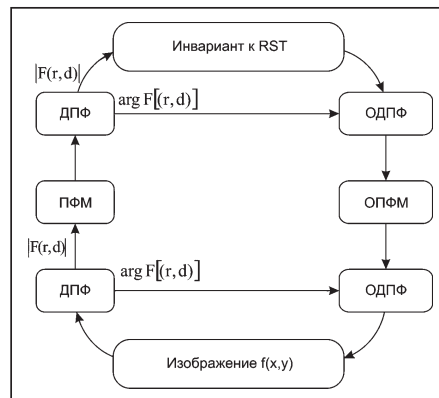 Инвариант к RST
|F(r,d)|
arg F[(r,d)]
ДПФ
ОДПФ
ПФМ
ОПФМ
|F(r,d)|
arg F[(r,d)]
ДПФ
ОДПФ
Изображение f(x,y)